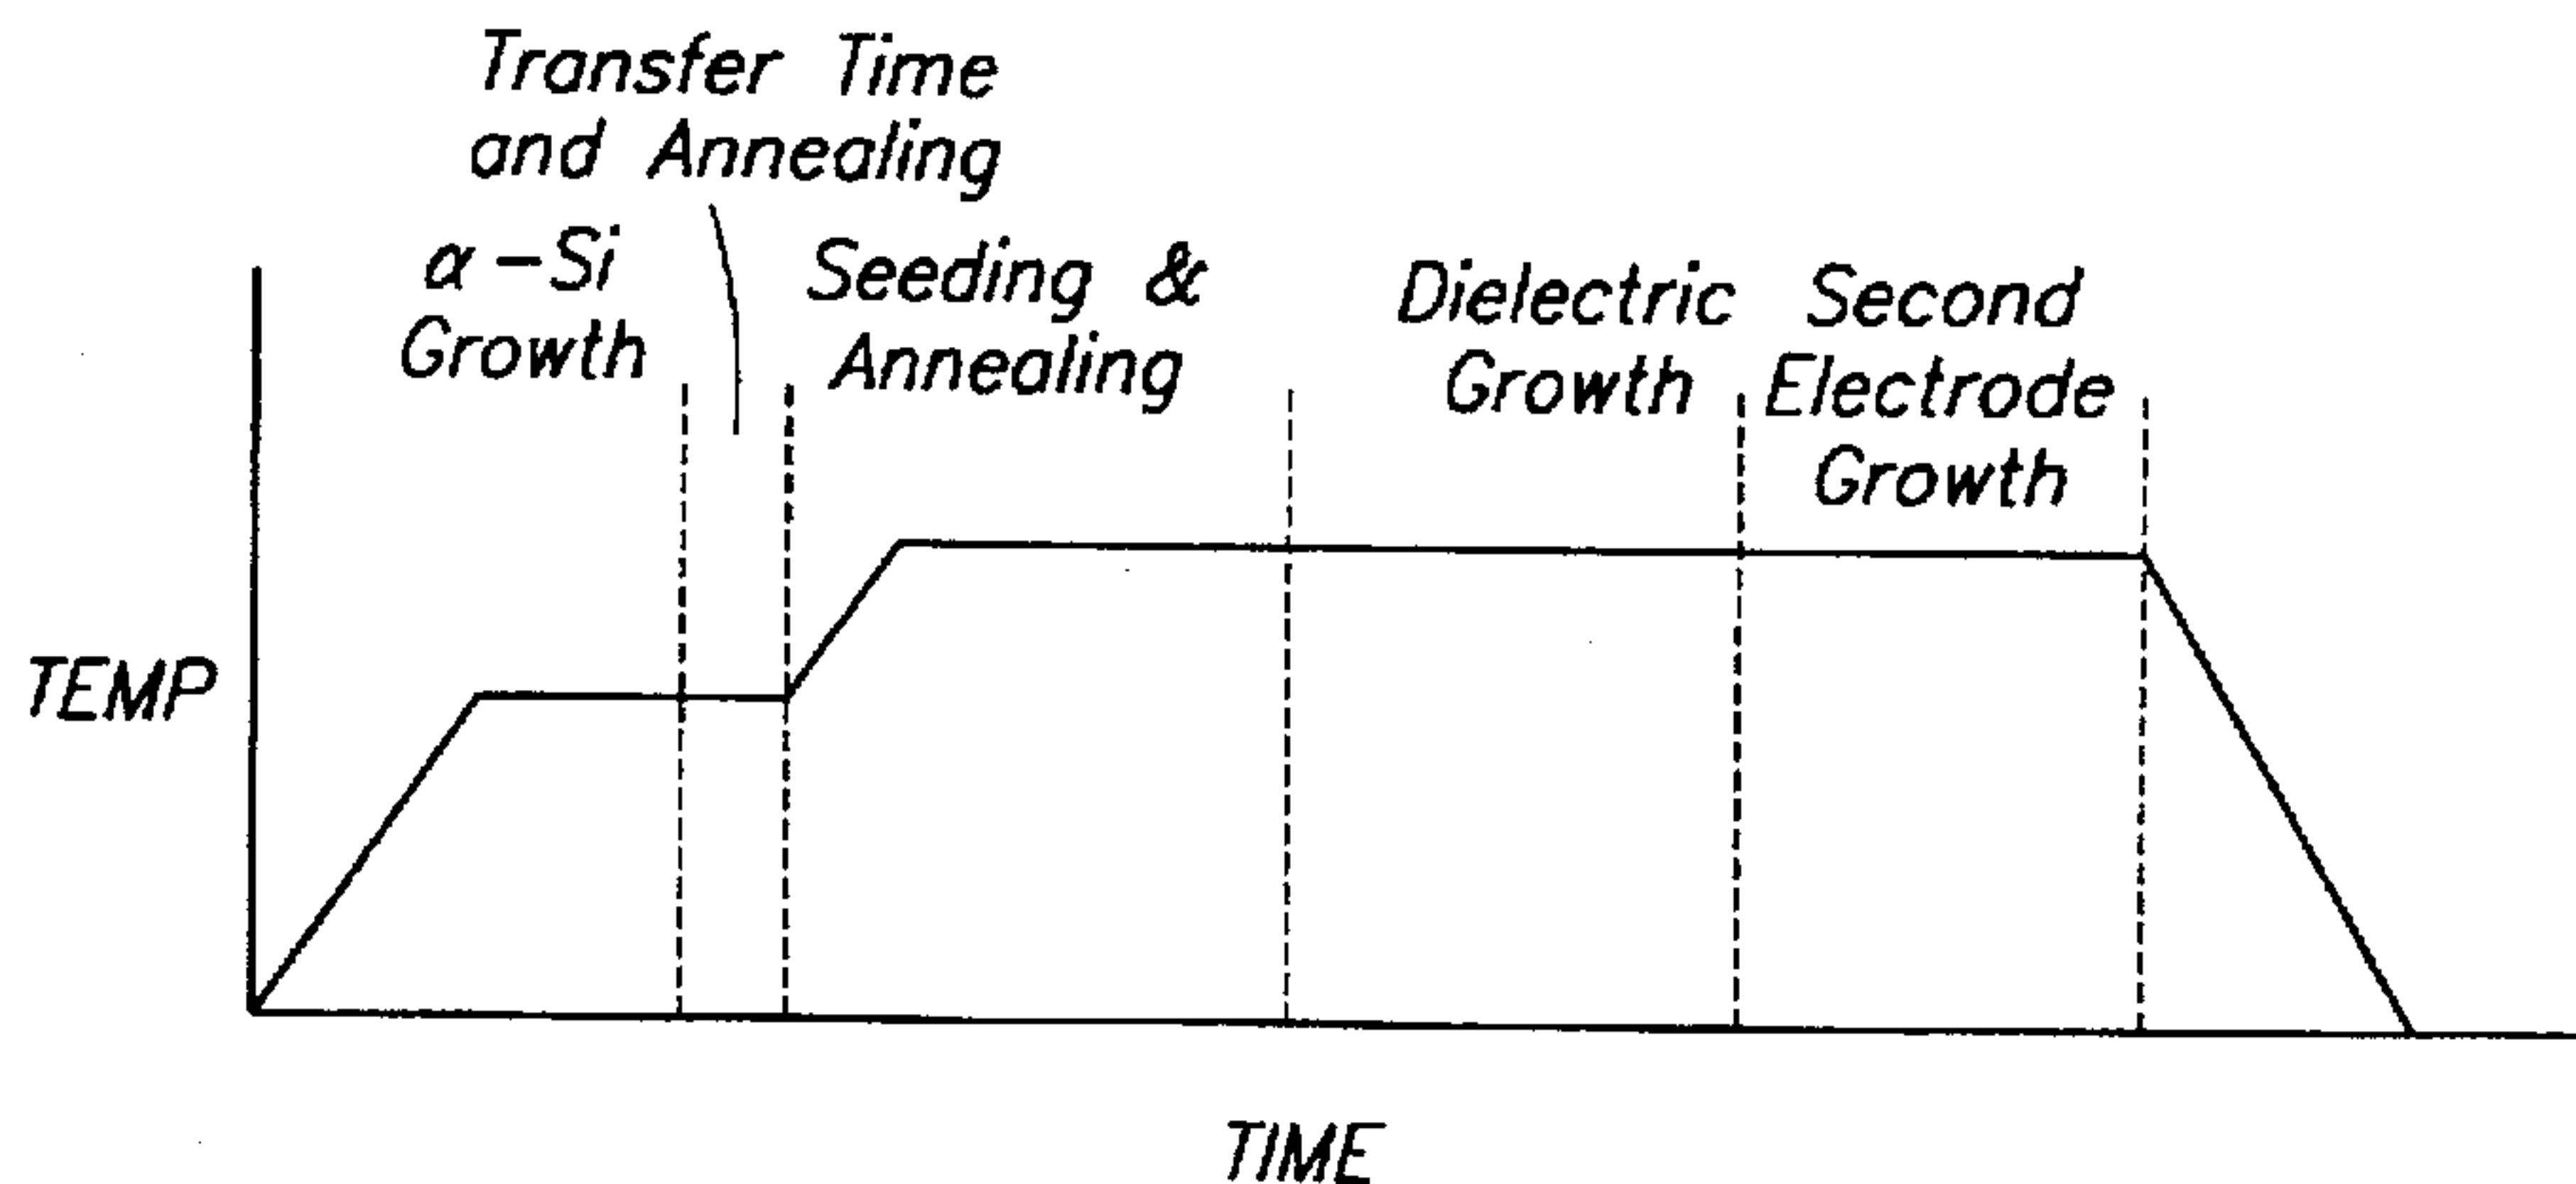 Transfer Time
and Annealing
α-Si
Growth
Seeding &
Annealing
Dielectric
Growth
Second
Electrode
Growth
TEMP
TIME